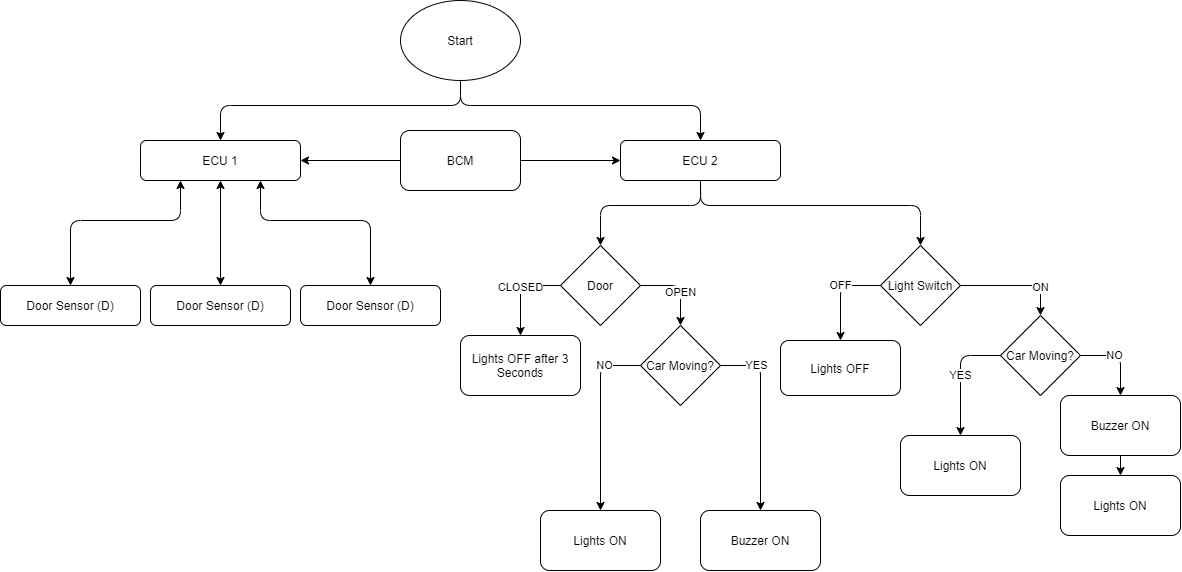 Start
ECU 1
BCM
ECU 2
Door Sensor (D)
Door Sensor (D)
Door Sensor (D)
CLOSED
Door
OPEN
OFF
Light Switch
ON
Lights OFF after 3
Seconds
NO
Car Moving?
YES
Lights OFF
YES
Car Moving?
NO
Buzzer ON
Lights ON
Lights ON
Lights ON
Buzzer ON